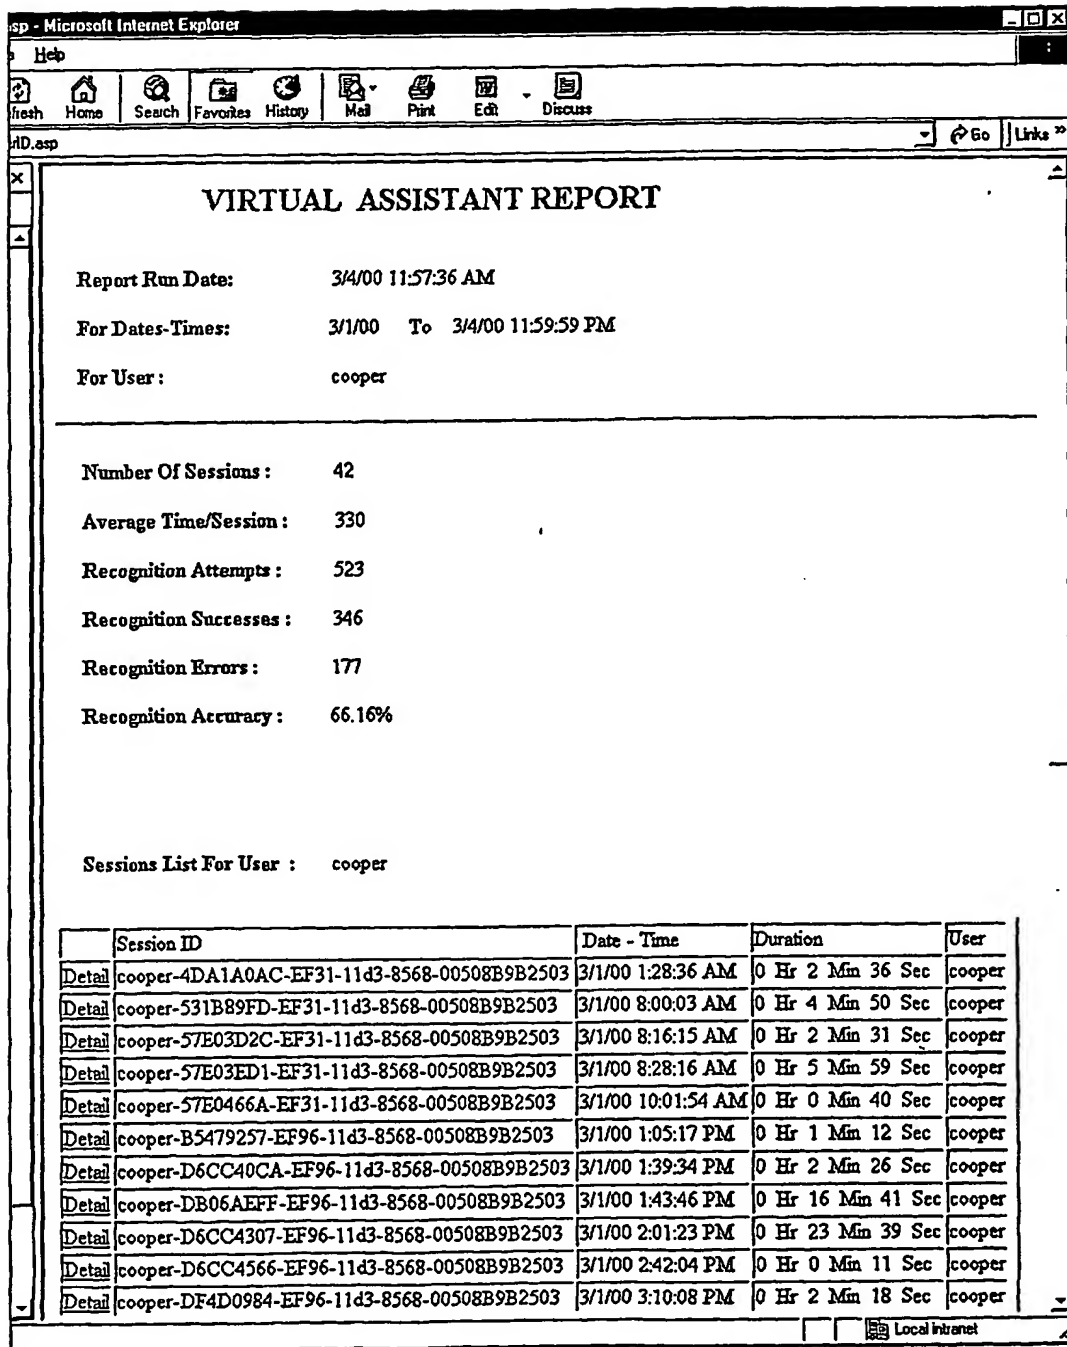 sp - Microsoft Internet Explorer
Help
fresh Home Search Favorites History Mail Print Edit Discuss
rID.asp Go Links »
VIRTUAL ASSISTANT REPORT
Report Run Date: 3/4/00 11:57:36 AM
For Dates-Times: 3/1/00 To 3/4/00 11:59:59 PM
For User : cooper
Number Of Sessions : 42
Average Time/Session : 330
Recognition Attempts : 523
Recognition Successes : 346
Recognition Errors : 177
Recognition Accuracy : 66.16%
Sessions List For User : cooper
Session ID Date - Time Duration User
Detail cooper-4DA1A0AC-EF31-11d3-8568-00508B9B2503 3/1/00 1:28:36 AM 0 Hr 2 Min 36 Sec cooper
Detail cooper-531B89FD-EF31-11d3-8568-00508B9B2503 3/1/00 8:00:03 AM 0 Hr 4 Min 50 Sec cooper
Detail cooper-57E03D2C-EF31-11d3-8568-00508B9B2503 3/1/00 8:16:15 AM 0 Hr 2 Min 31 Sec cooper
Detail cooper-57E03ED1-EF31-11d3-8568-00508B9B2503 3/1/00 8:28:16 AM 0 Hr 5 Min 59 Sec cooper
Detail cooper-57E0466A-EF31-11d3-8568-00508B9B2503 3/1/00 10:01:54 AM 0 Hr 0 Min 40 Sec cooper
Detail cooper-B5479257-EF96-11d3-8568-00508B9B2503 3/1/00 1:05:17 PM 0 Hr 1 Min 12 Sec cooper
Detail cooper-D6CC40CA-EF96-11d3-8568-00508B9B2503 3/1/00 1:39:34 PM 0 Hr 2 Min 26 Sec cooper
Detail cooper-DB06AEFF-EF96-11d3-8568-00508B9B2503 3/1/00 1:43:46 PM 0 Hr 16 Min 41 Sec cooper
Detail cooper-D6CC4307-EF96-11d3-8568-00508B9B2503 3/1/00 2:01:23 PM 0 Hr 23 Min 39 Sec cooper
Detail cooper-D6CC4566-EF96-11d3-8568-00508B9B2503 3/1/00 2:42:04 PM 0 Hr 0 Min 11 Sec cooper
Detail cooper-DF4D0984-EF96-11d3-8568-00508B9B2503 3/1/00 3:10:08 PM 0 Hr 2 Min 18 Sec cooper
Local intranet